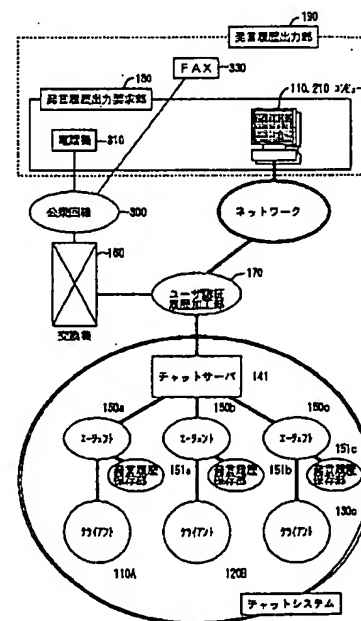 190
発言履歴出力部
FAX
330
180
発言履歴出力要求部
110,210 コンピュータ
電話機
310
公衆回線
300
ネットワーク
160
交換機
170
チャットサーバ
141
150a
150b
150c
エージェント
エージェント
エージェント
発言履歴保存部
151a
発言履歴保存部
151b
発言履歴保存部
151c
クライアント
110A
クライアント
120B
クライアント
130c
チャットシステム